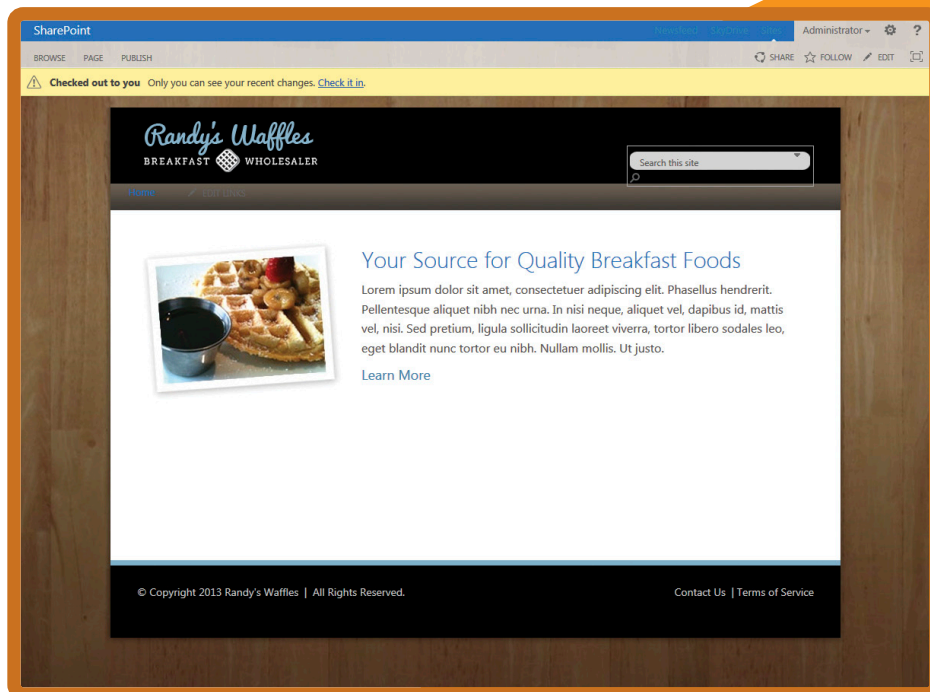 SharePoint
Newsfeed SkyDrive Sites Administrator ?
BROWSE PAGE PUBLISH SHARE FOLLOW EDIT
Checked out to you Only you can see your recent changes. Check it in.
Randy's Waffles
BREAKFAST WHOLESALER
Search this site
Home EDIT LINKS
Your Source for Quality Breakfast Foods
Lorem ipsum dolor sit amet, consectetuer adipiscing elit. Phasellus hendrerit.
Pellentesque aliquet nibh nec urna. In nisi neque, aliquet vel, dapibus id, mattis
vel, nisi. Sed pretium, ligula sollicitudin laoreet viverra, tortor libero sodales leo,
eget blandit nunc tortor eu nibh. Nullam mollis. Ut justo.
Learn More
© Copyright 2013 Randy's Waffles | All Rights Reserved. Contact Us | Terms of Service